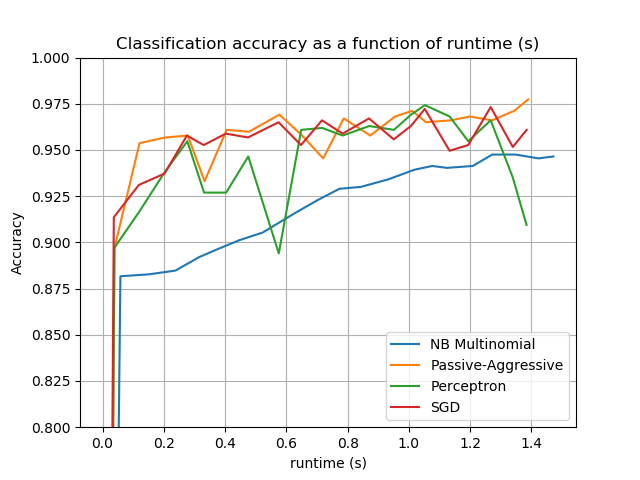 Classification accuracy as a function of runtime (s)
1.000
0.975
0.950
0.925
0.900
0.875
0.850
0.825
0.800
Accuracy
NB Multinomial
Passive-Aggressive
Perceptron
SGD
0.0 0.2 0.4 0.6 0.8 1.0 1.2 1.4
runtime (s)